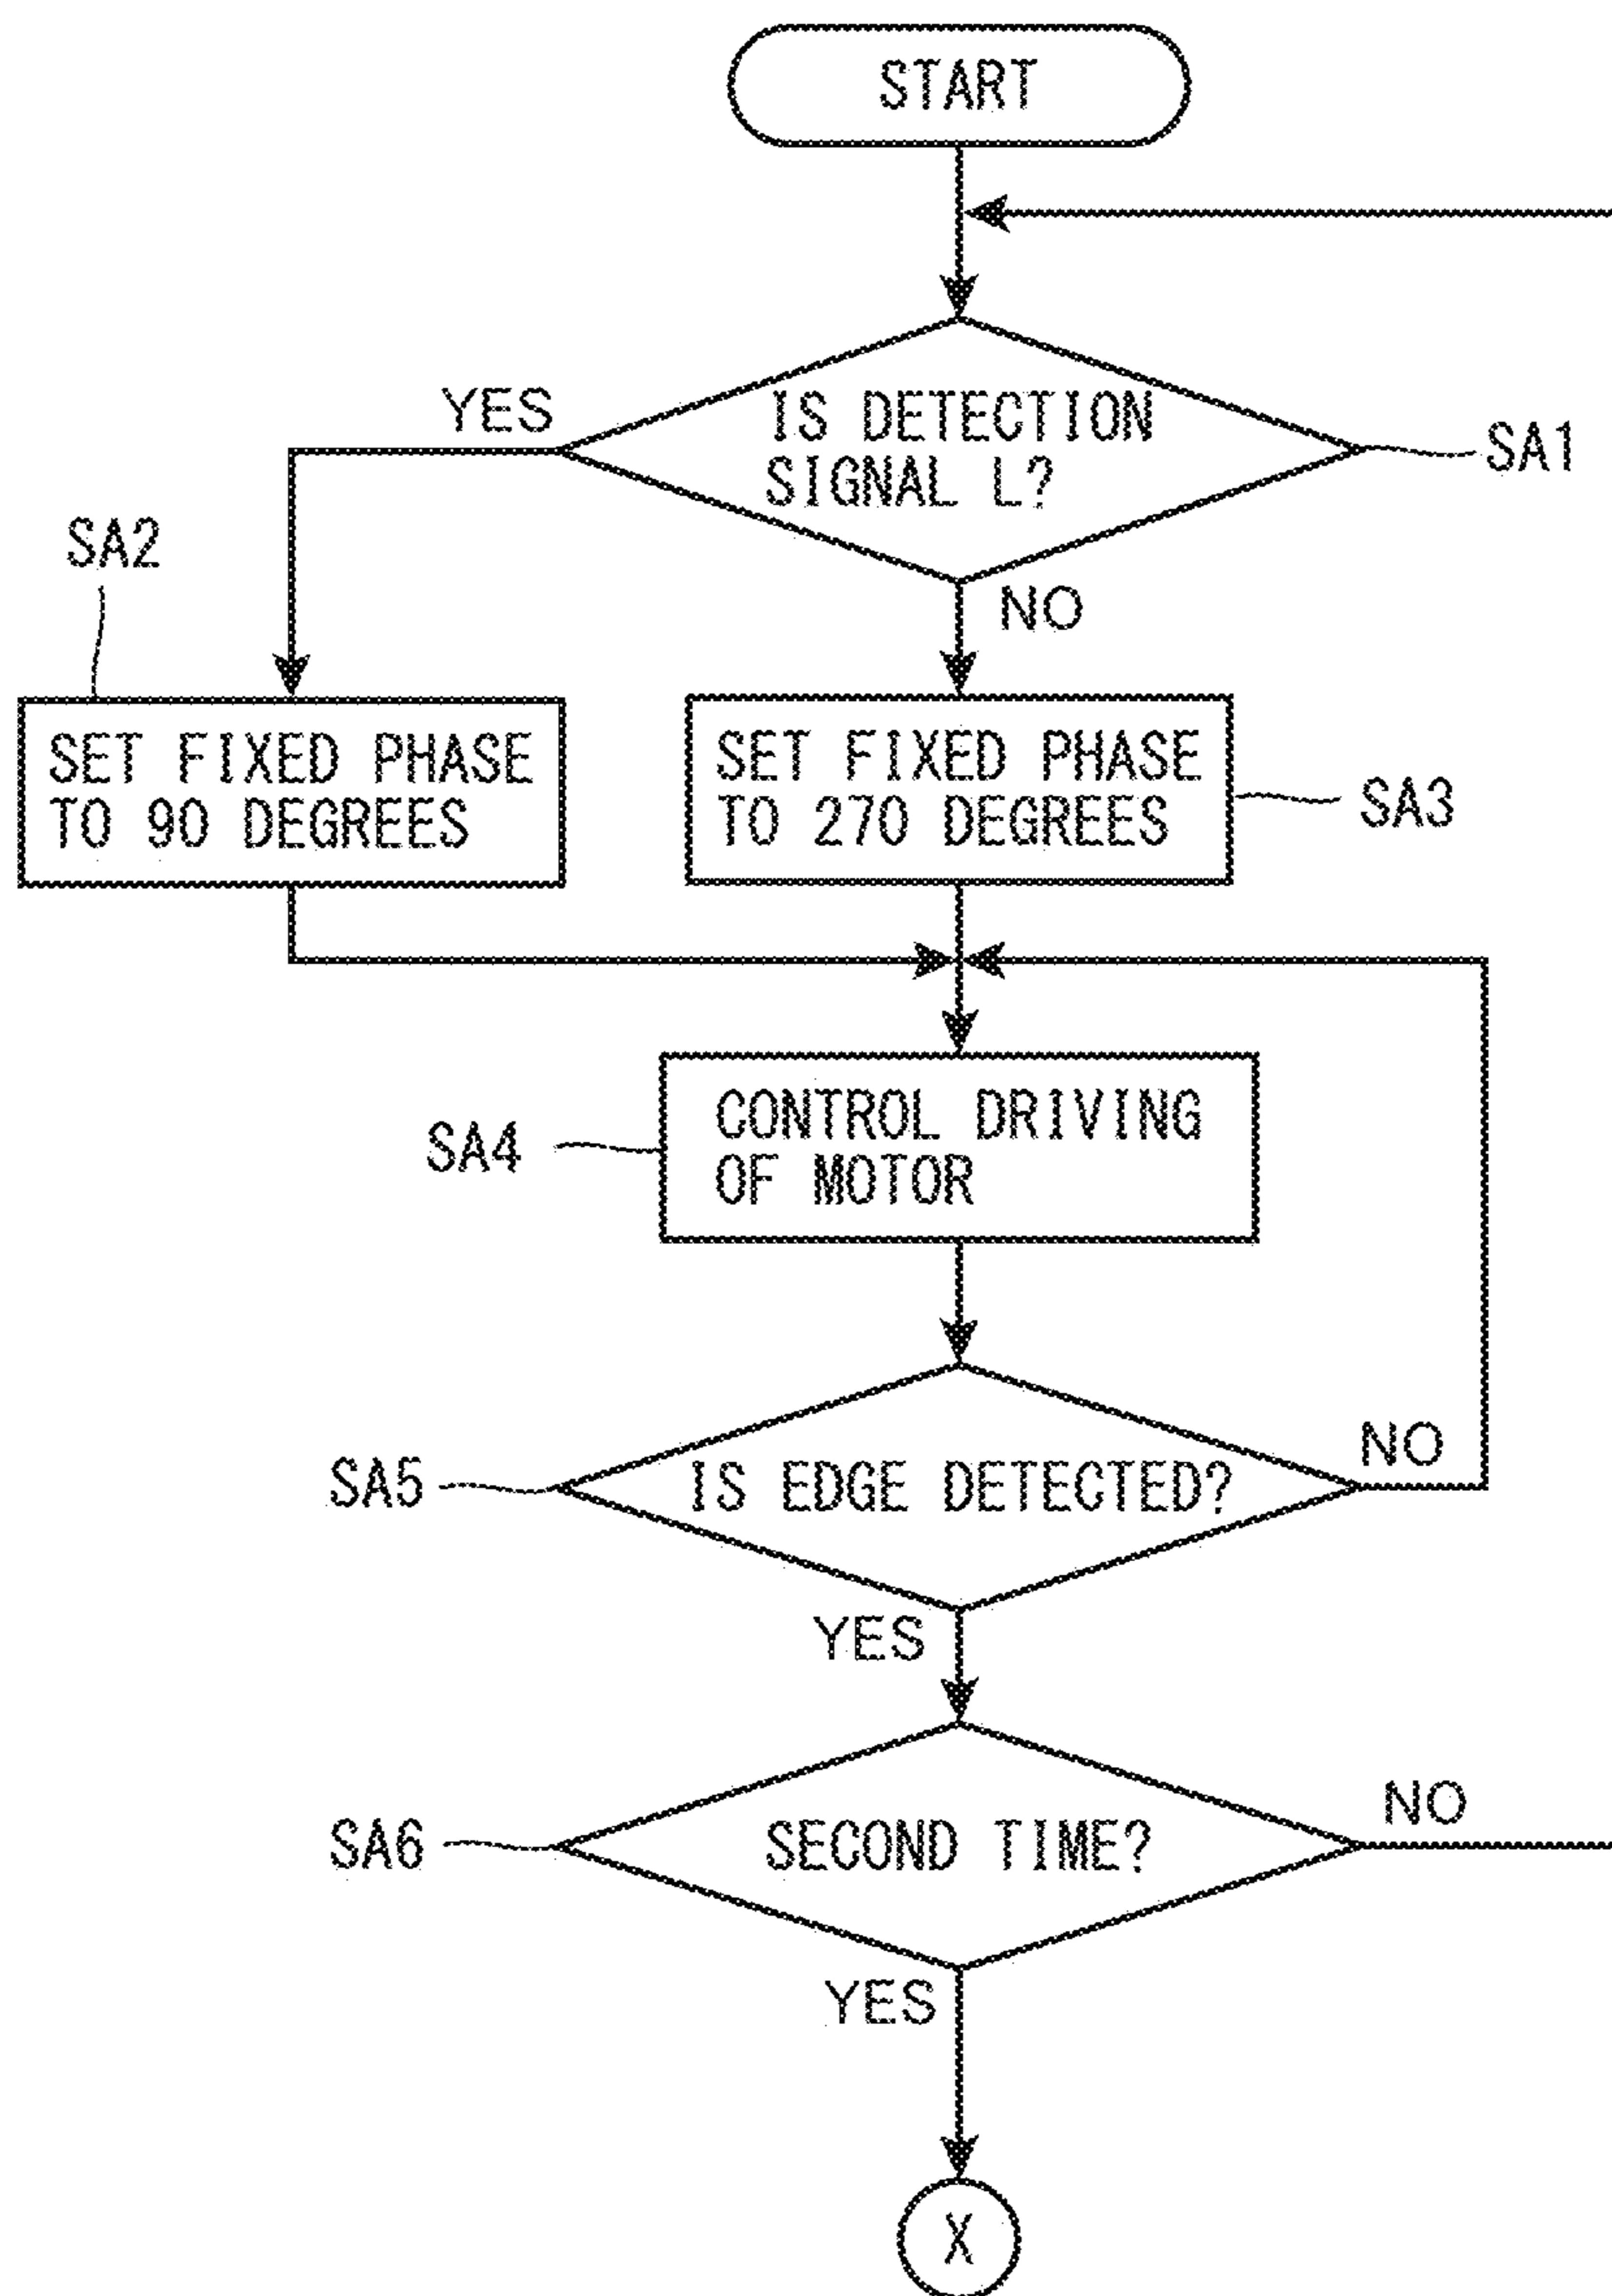 START
YES
IS DETECTION
SIGNAL L?
SA1
SA2
NO
SET FIXED PHASE
TO 90 DEGREES
SET FIXED PHASE
TO 270 DEGREES
SA3
SA4
CONTROL DRIVING
OF MOTOR
NO
SA5
IS EDGE DETECTED?
YES
NO
SA6
SECOND TIME?
YES
X